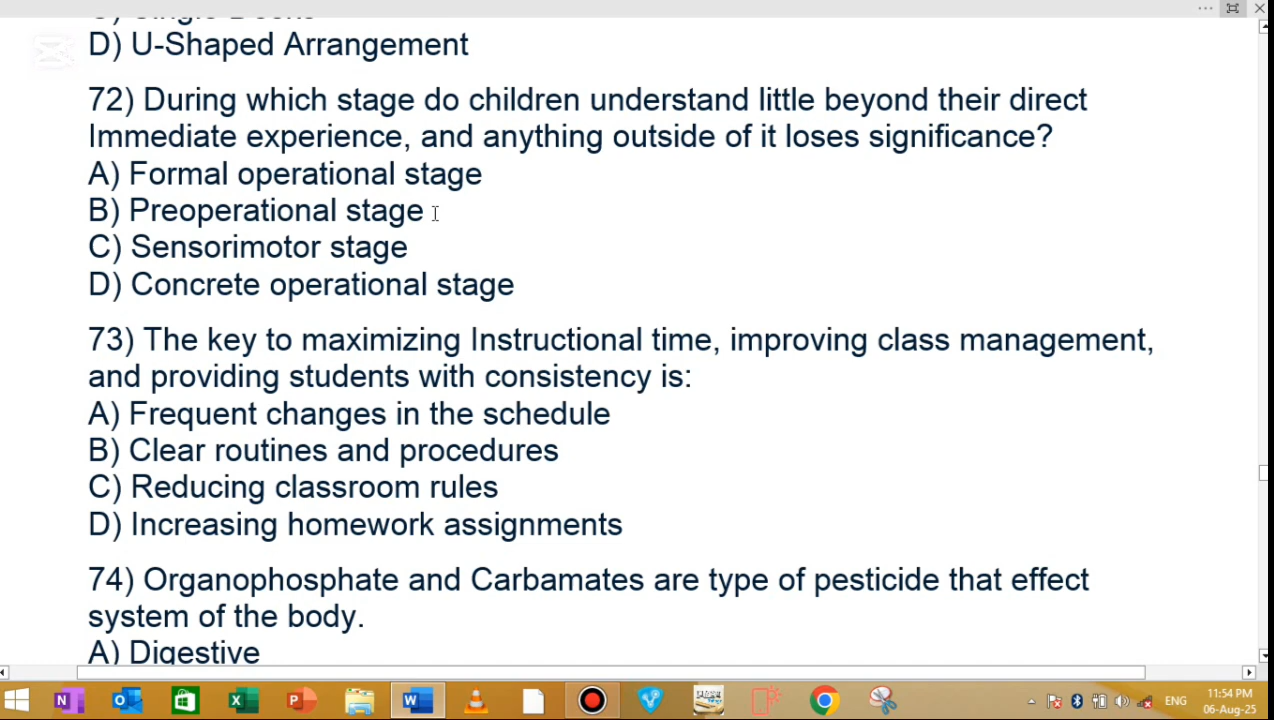 D) U-Shaped Arrangement
72) During which stage do children understand little beyond their direct
Immediate experience, and anything outside of it loses significance?
A) Formal operational stage
B) Preoperational stage
C) Sensorimotor stage
D) Concrete operational stage
73) The key to maximizing Instructional time, improving class management,
and providing students with consistency is:
A) Frequent changes in the schedule
B) Clear routines and procedures
C) Reducing classroom rules
D) Increasing homework assignments
74) Organophosphate and Carbamates are type of pesticide that effect
system of the body.
A) Digestive
ENG
11:54 PM
06-Aug-25